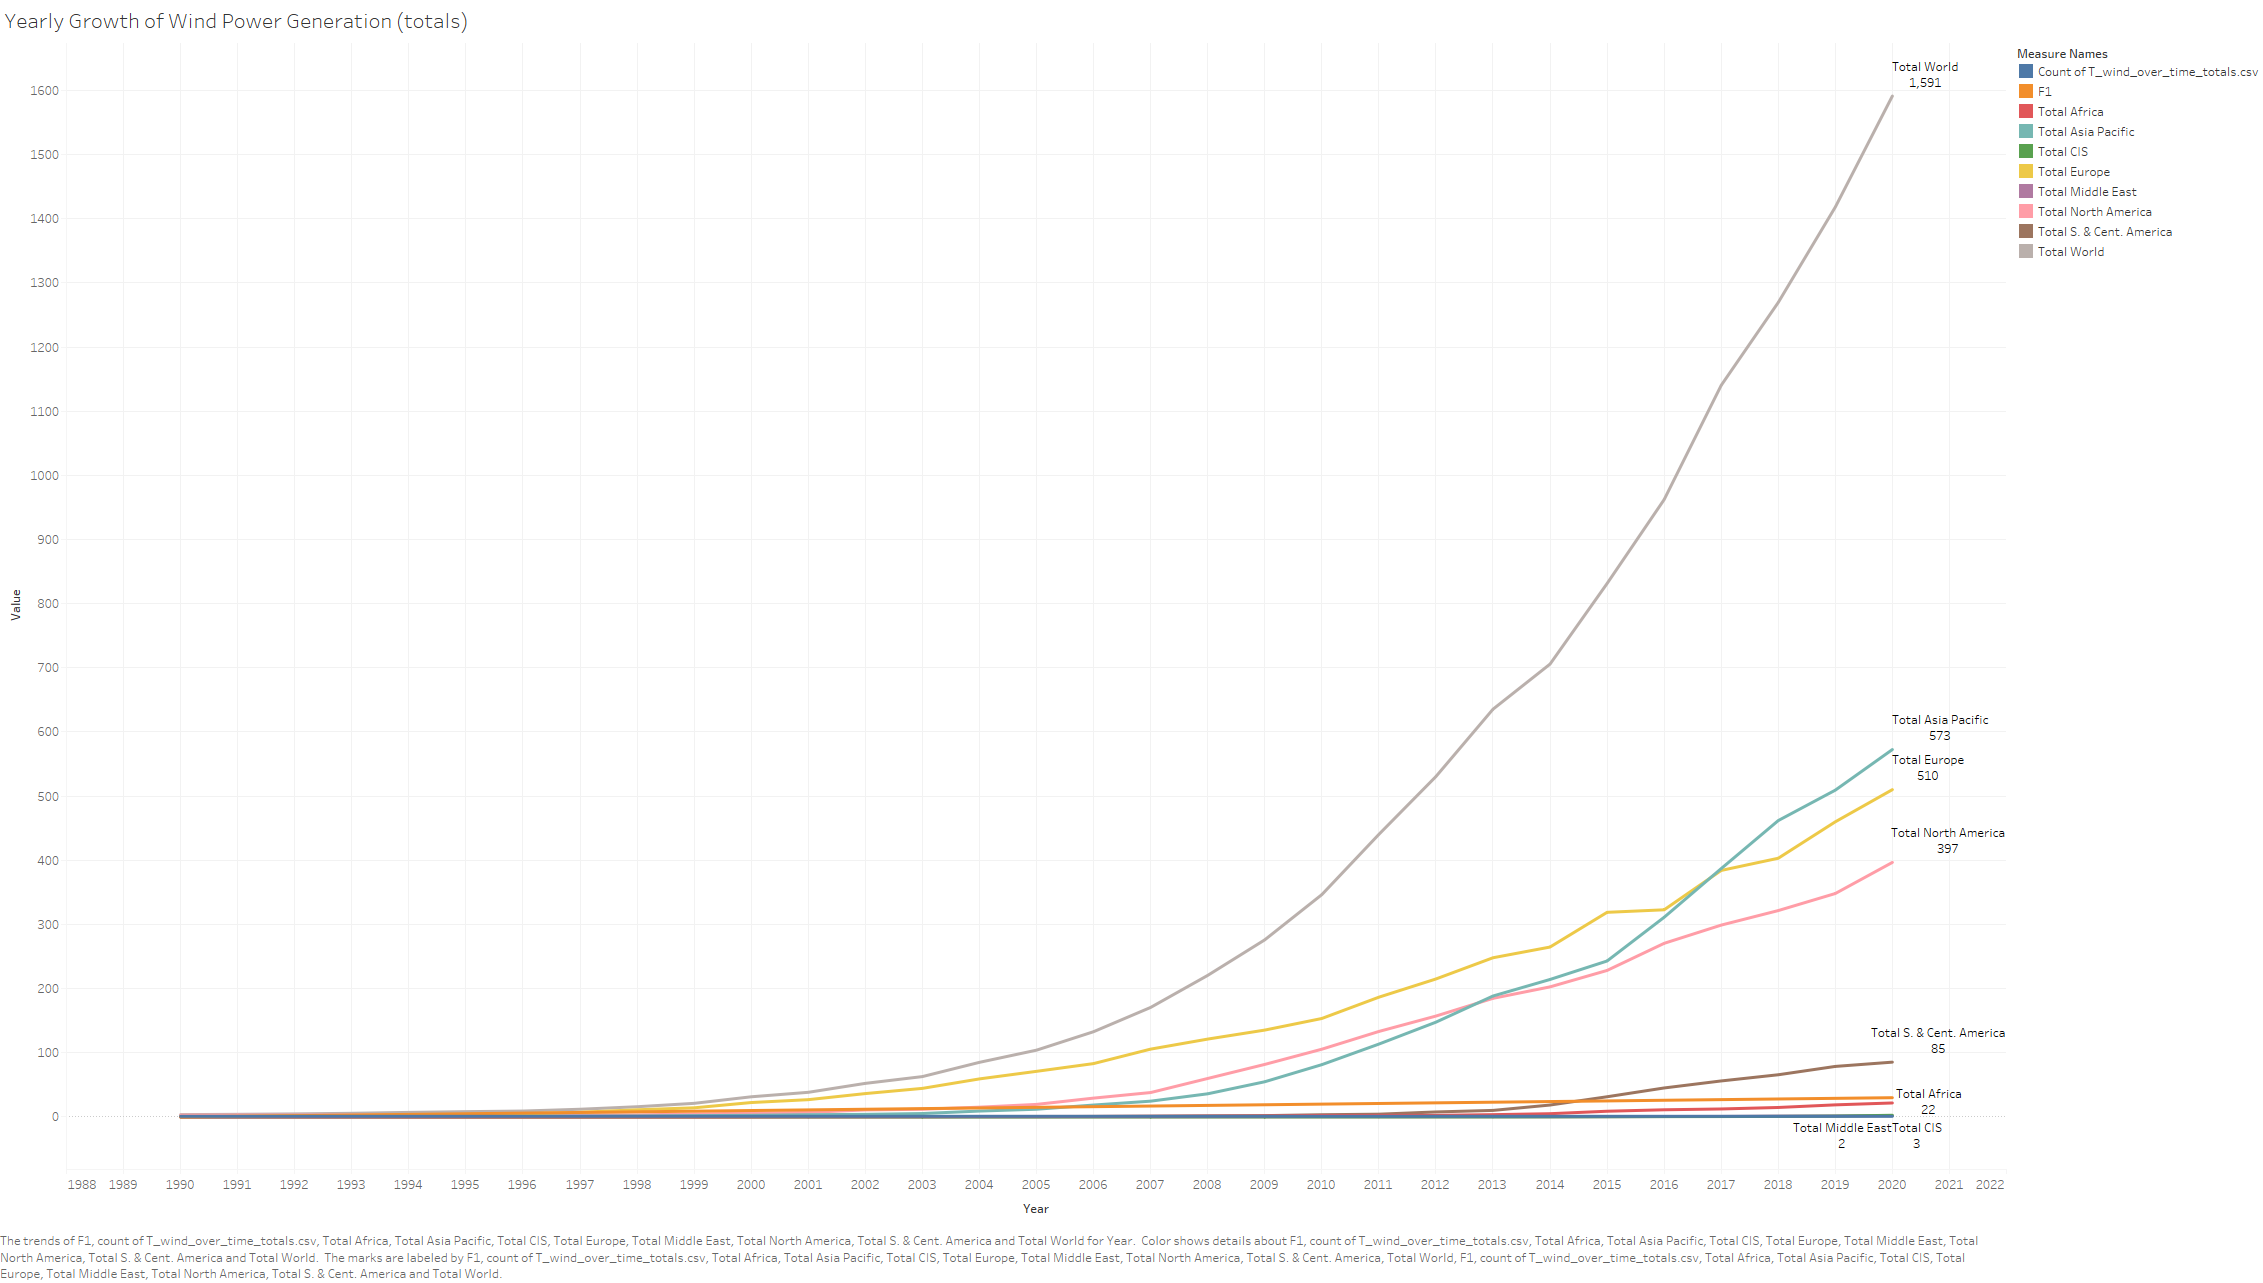 Yearly Growth of Wind Power Generation (totals)
Measure Names
Count of T_wind_over_time_totals.csv
F1
Total Africa
Total Asia Pacific
Total CIS
Total Europe
Total Middle East
Total North America
Total S. & Cent. America
Total World
Total World
1,591
1600
1500
1400
1300
1200
1100
1000
900
800
700
600
500
400
300
200
100
0
Value
Total Asia Pacific
573
Total Europe
510
Total North America
397
Total S. & Cent. America
85
Total Africa
22
Total Middle East Total CIS
2 3
1988 1989 1990 1991 1992 1993 1994 1995 1996 1997 1998 1999 2000 2001 2002 2003 2004 2005 2006 2007 2008 2009 2010 2011 2012 2013 2014 2015 2016 2017 2018 2019 2020 2021 2022
Year
The trends of F1, count of T_wind_over_time_totals.csv, Total Africa, Total Asia Pacific, Total CIS, Total Europe, Total Middle East, Total North America, Total S. & Cent. America and Total World for Year. Color shows details about F1, count of T_wind_over_time_totals.csv, Total Africa, Total Asia Pacific, Total CIS, Total Europe, Total Middle East, Total
North America, Total S. & Cent. America and Total World. The marks are labeled by F1, count of T_wind_over_time_totals.csv, Total Africa, Total Asia Pacific, Total CIS, Total Europe, Total Middle East, Total North America, Total S. & Cent. America, Total World, F1, count of T_wind_over_time_totals.csv, Total Africa, Total Asia Pacific, Total CIS, Total
Europe, Total Middle East, Total North America, Total S. & Cent. America and Total World.